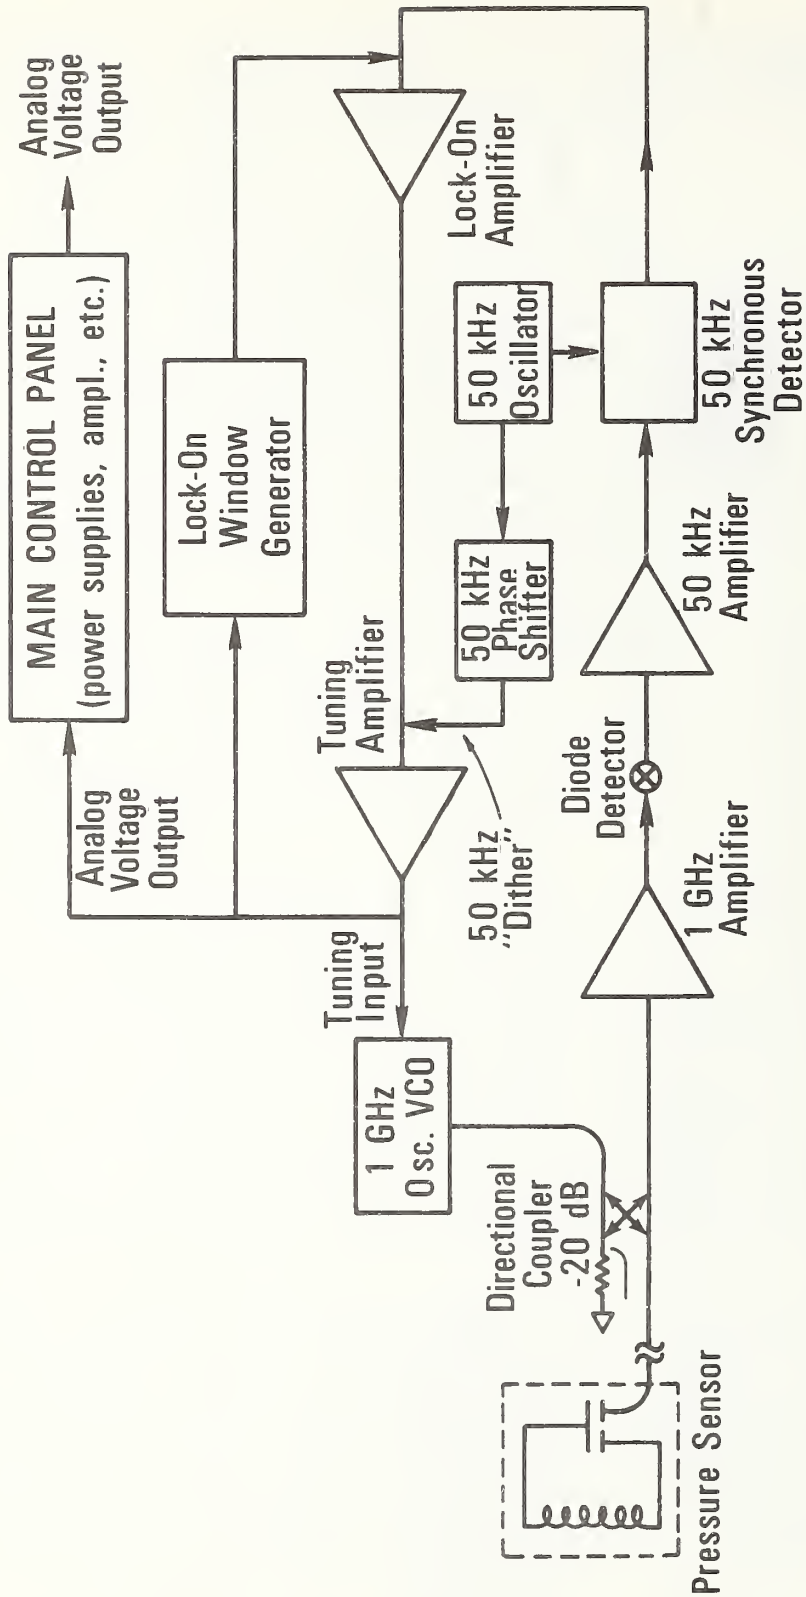 MAIN CONTROL PANEL
(power supplies, ampl., etc.)
Analog
Voltage
Output
Analog
Voltage
Output
Lock-On
Window
Generator
Tuning
Input
Tuning
Amplifier
Lock-On
Amplifier
1 GHz
Osc. VCO
50 kHz
"Dither"
50 kHz
Phase
Shifter
50 kHz
Oscillator
Directional
Coupler
-20 dB
Pressure Sensor
1 GHz
Amplifier
Diode
Detector
50 kHz
Amplifier
50 kHz
Synchronous
Detector